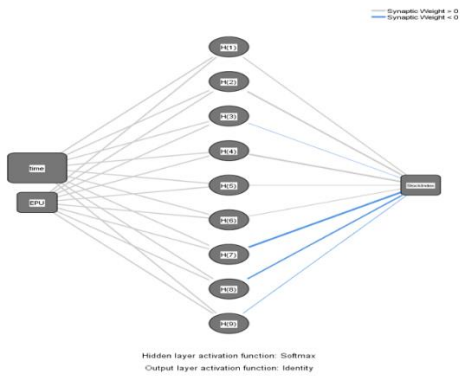 Synaptic Weight > 0
Synaptic Weight < 0
H(1)
H(2)
H(3)
time
H(4)
StockIndex
H(5)
EPU
H(6)
H(7)
H(8)
H(9)
Hidden layer activation function: Softmax
Output layer activation function: Identity